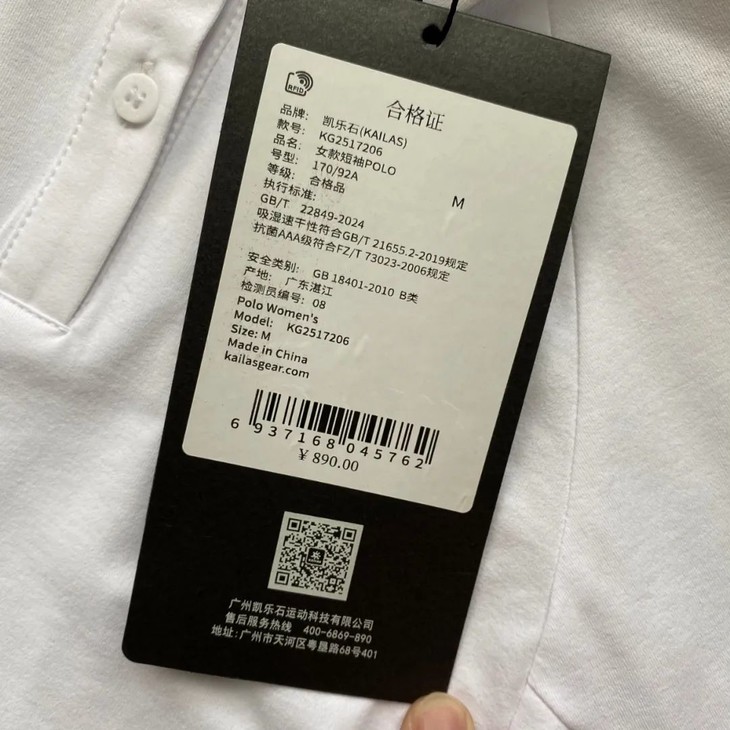 RFID
合格证
品牌: 凯乐石(KAILAS)
款号: KG2517206
品名: 女款短袖POLO
号型: 170/92A M
等级: 合格品
执行标准:
GB/T 22849-2024
吸湿速干性符合GB/T 21655.2-2019规定
抗菌AAA级符合FZ/T 73023-2006规定
安全类别: GB 18401-2010 B类
产地: 广东湛江
检测员编号: 08
Polo Women's
Model: KG2517206
Size: M
Made in China
kailasgear.com
6 937168 045762
¥ 890.00
广州凯乐石运动科技有限公司
售后服务热线 400-6869-890
地址: 广州市天河区粤垦路68号401